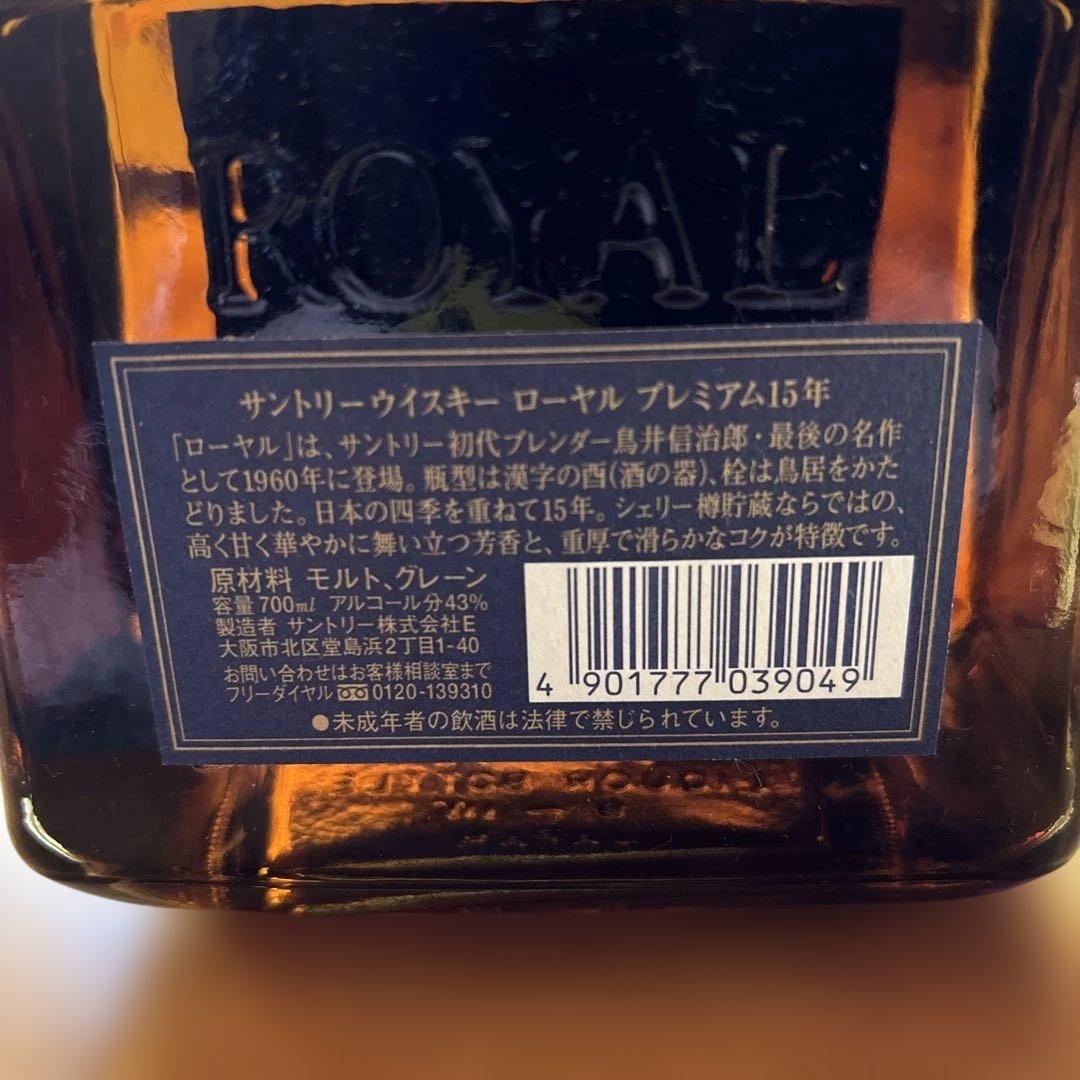 ROYAL
サントリーウイスキー ローヤル プレミアム15年
「ローヤル」は、サントリー初代ブレンダー鳥井信治郎・最後の名作
として1960年に登場。瓶型は漢字の酉(酒の器)、栓は鳥居をかた
どりました。日本の四季を重ねて15年。シェリー樽貯蔵ならではの、
高く甘く華やかに舞い立つ芳香と、重厚で滑らかなコクが特徴です。
原材料 モルト、グレーン
容量 700ml アルコール分43%
製造者 サントリー株式会社E
大阪市北区堂島浜2丁目1-40
お問い合わせはお客様相談室まで
フリーダイヤル 0120-139310
4 901777 039049
●未成年者の飲酒は法律で禁じられています。